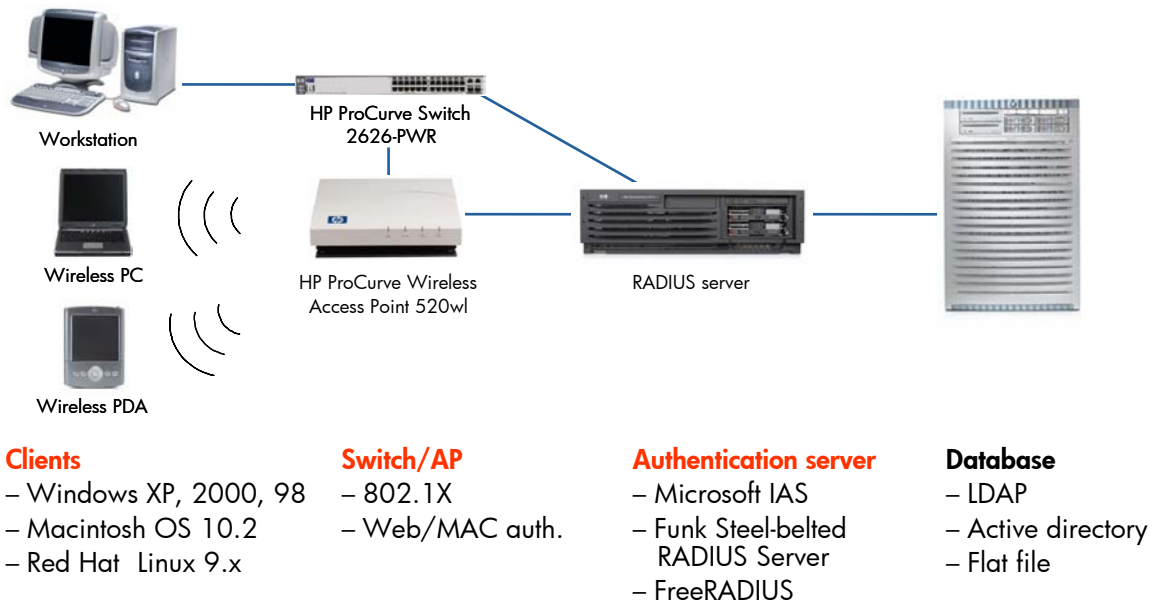 Workstation
HP ProCurve Switch
2626-PWR
Wireless PC
HP ProCurve Wireless
Access Point 520wl
RADIUS server
Wireless PDA
Clients
– Windows XP, 2000, 98
– Macintosh OS 10.2
– Red Hat Linux 9.x
Switch/AP
– 802.1X
– Web/MAC auth.
Authentication server
– Microsoft IAS
– Funk Steel-belted
RADIUS Server
– FreeRADIUS
Database
– LDAP
– Active directory
– Flat file